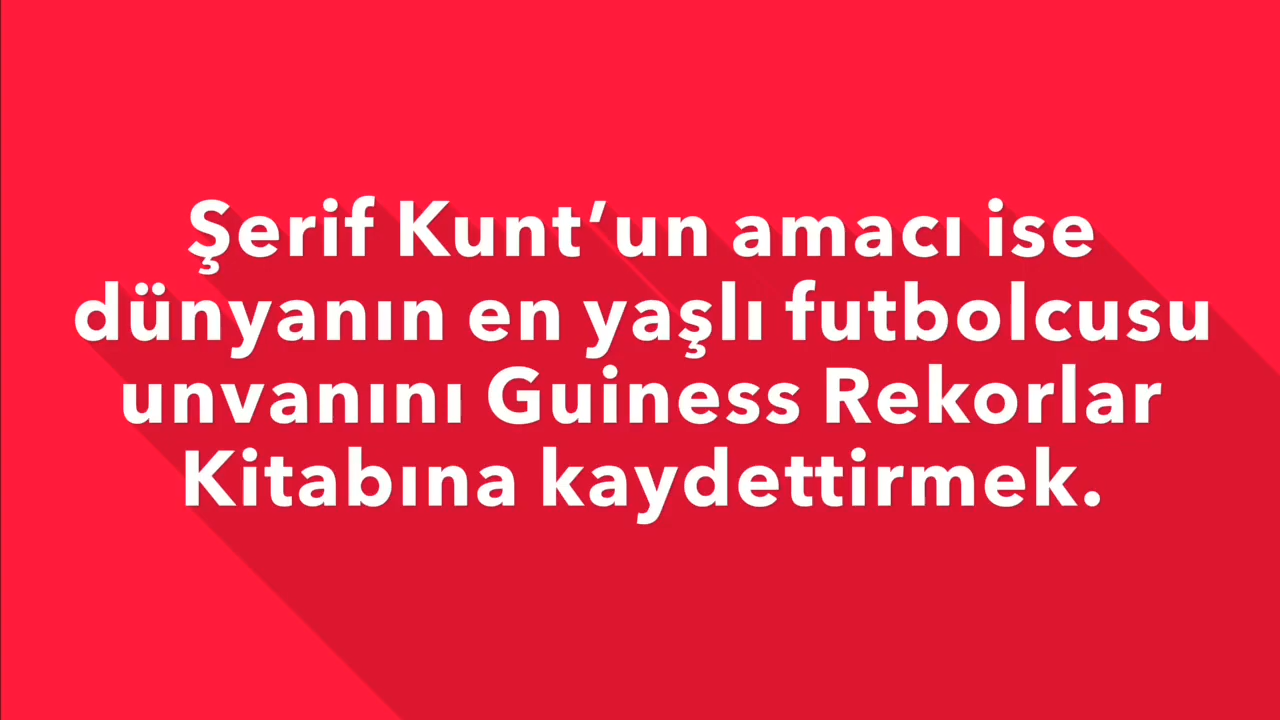 Şerif Kunt’un amacı ise
dünyanın en yaşlı futbolcusu
unvanını Guiness Rekorlar
Kitabına kaydettirmek.